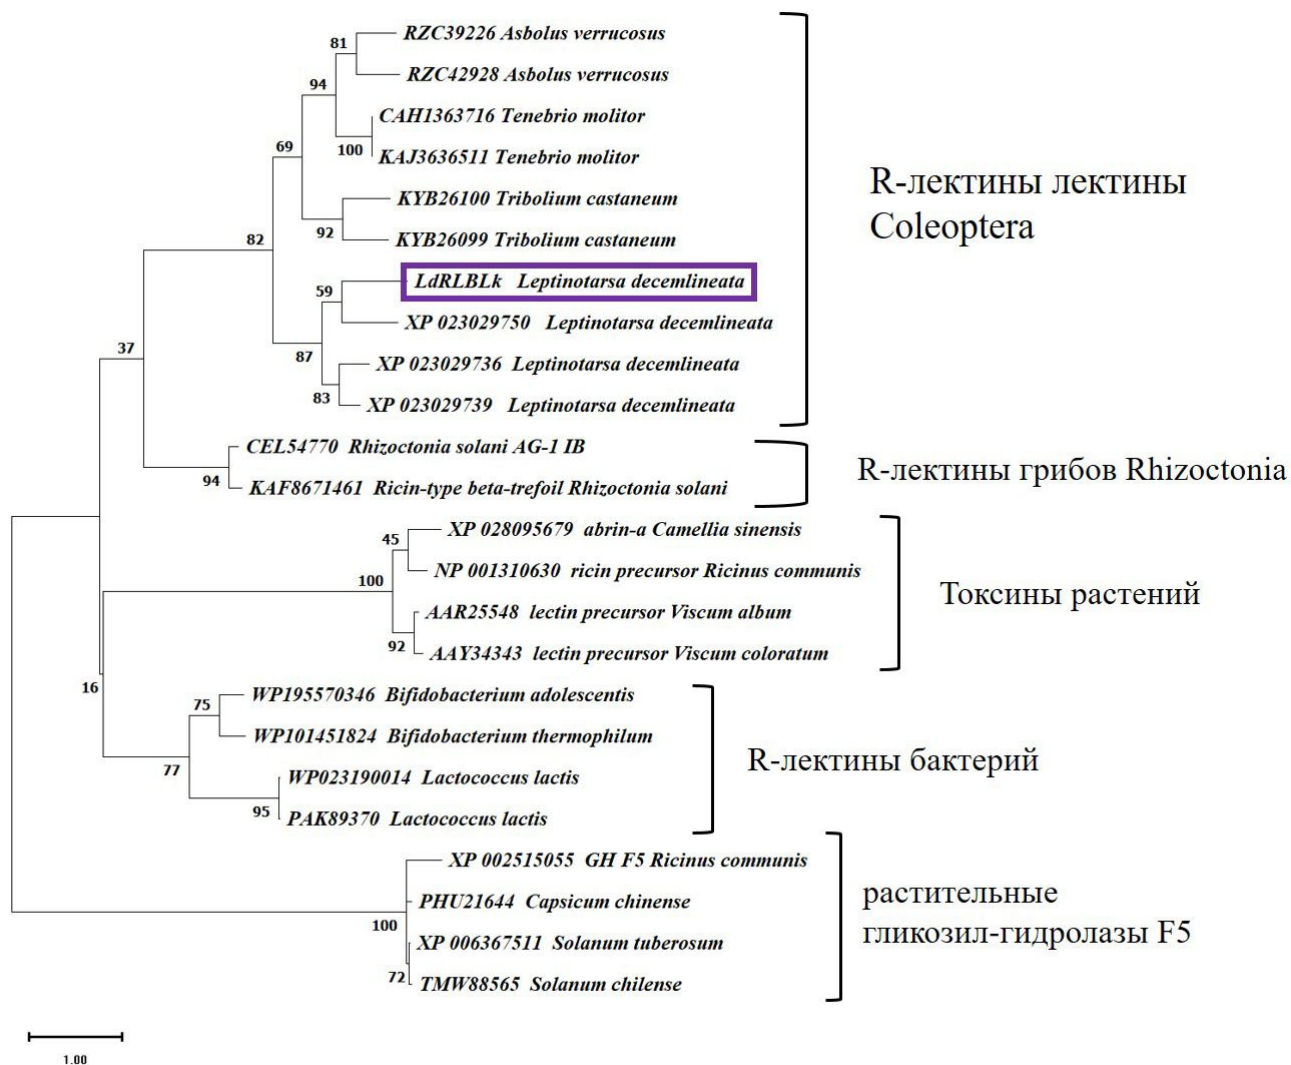 RZC39226 Asbolus verrucosus
81
RZC42928 Asbolus verrucosus
94
CAH1363716 Tenebrio molitor
69
100
KAJ3636511 Tenebrio molitor
R-лектины лектины
Coleoptera
KYB26100 Tribolium castaneum
92
82
KYB26099 Tribolium castaneum
LdRLBLk Leptinotarsa decemlineata
59
XP 023029750 Leptinotarsa decemlineata
37
87
XP 023029736 Leptinotarsa decemlineata
83
XP 023029739 Leptinotarsa decemlineata
CEL54770 Rhizoctonia solani AG-1 IB
94
KAF8671461 Ricin-type beta-trefoil Rhizoctonia solani
R-лектины грибов Rhizoctonia
XP 028095679 abrin-a Camellia sinensis
45
NP 001310630 ricin precursor Ricinus communis
100
Токсины растений
AAR25548 lectin precursor Viscum album
92
AAY34343 lectin precursor Viscum coloratum
16
WP195570346 Bifidobacterium adolescentis
75
WP101451824 Bifidobacterium thermophilum
77
R-лектины бактерий
WP023190014 Lactococcus lactis
95
PAK89370 Lactococcus lactis
XP 002515055 GH F5 Ricinus communis
PHU21644 Capsicum chinense
100
растительные
гликозил-гидролазы F5
XP 006367511 Solanum tuberosum
72
TMW88565 Solanum chilense
1.00